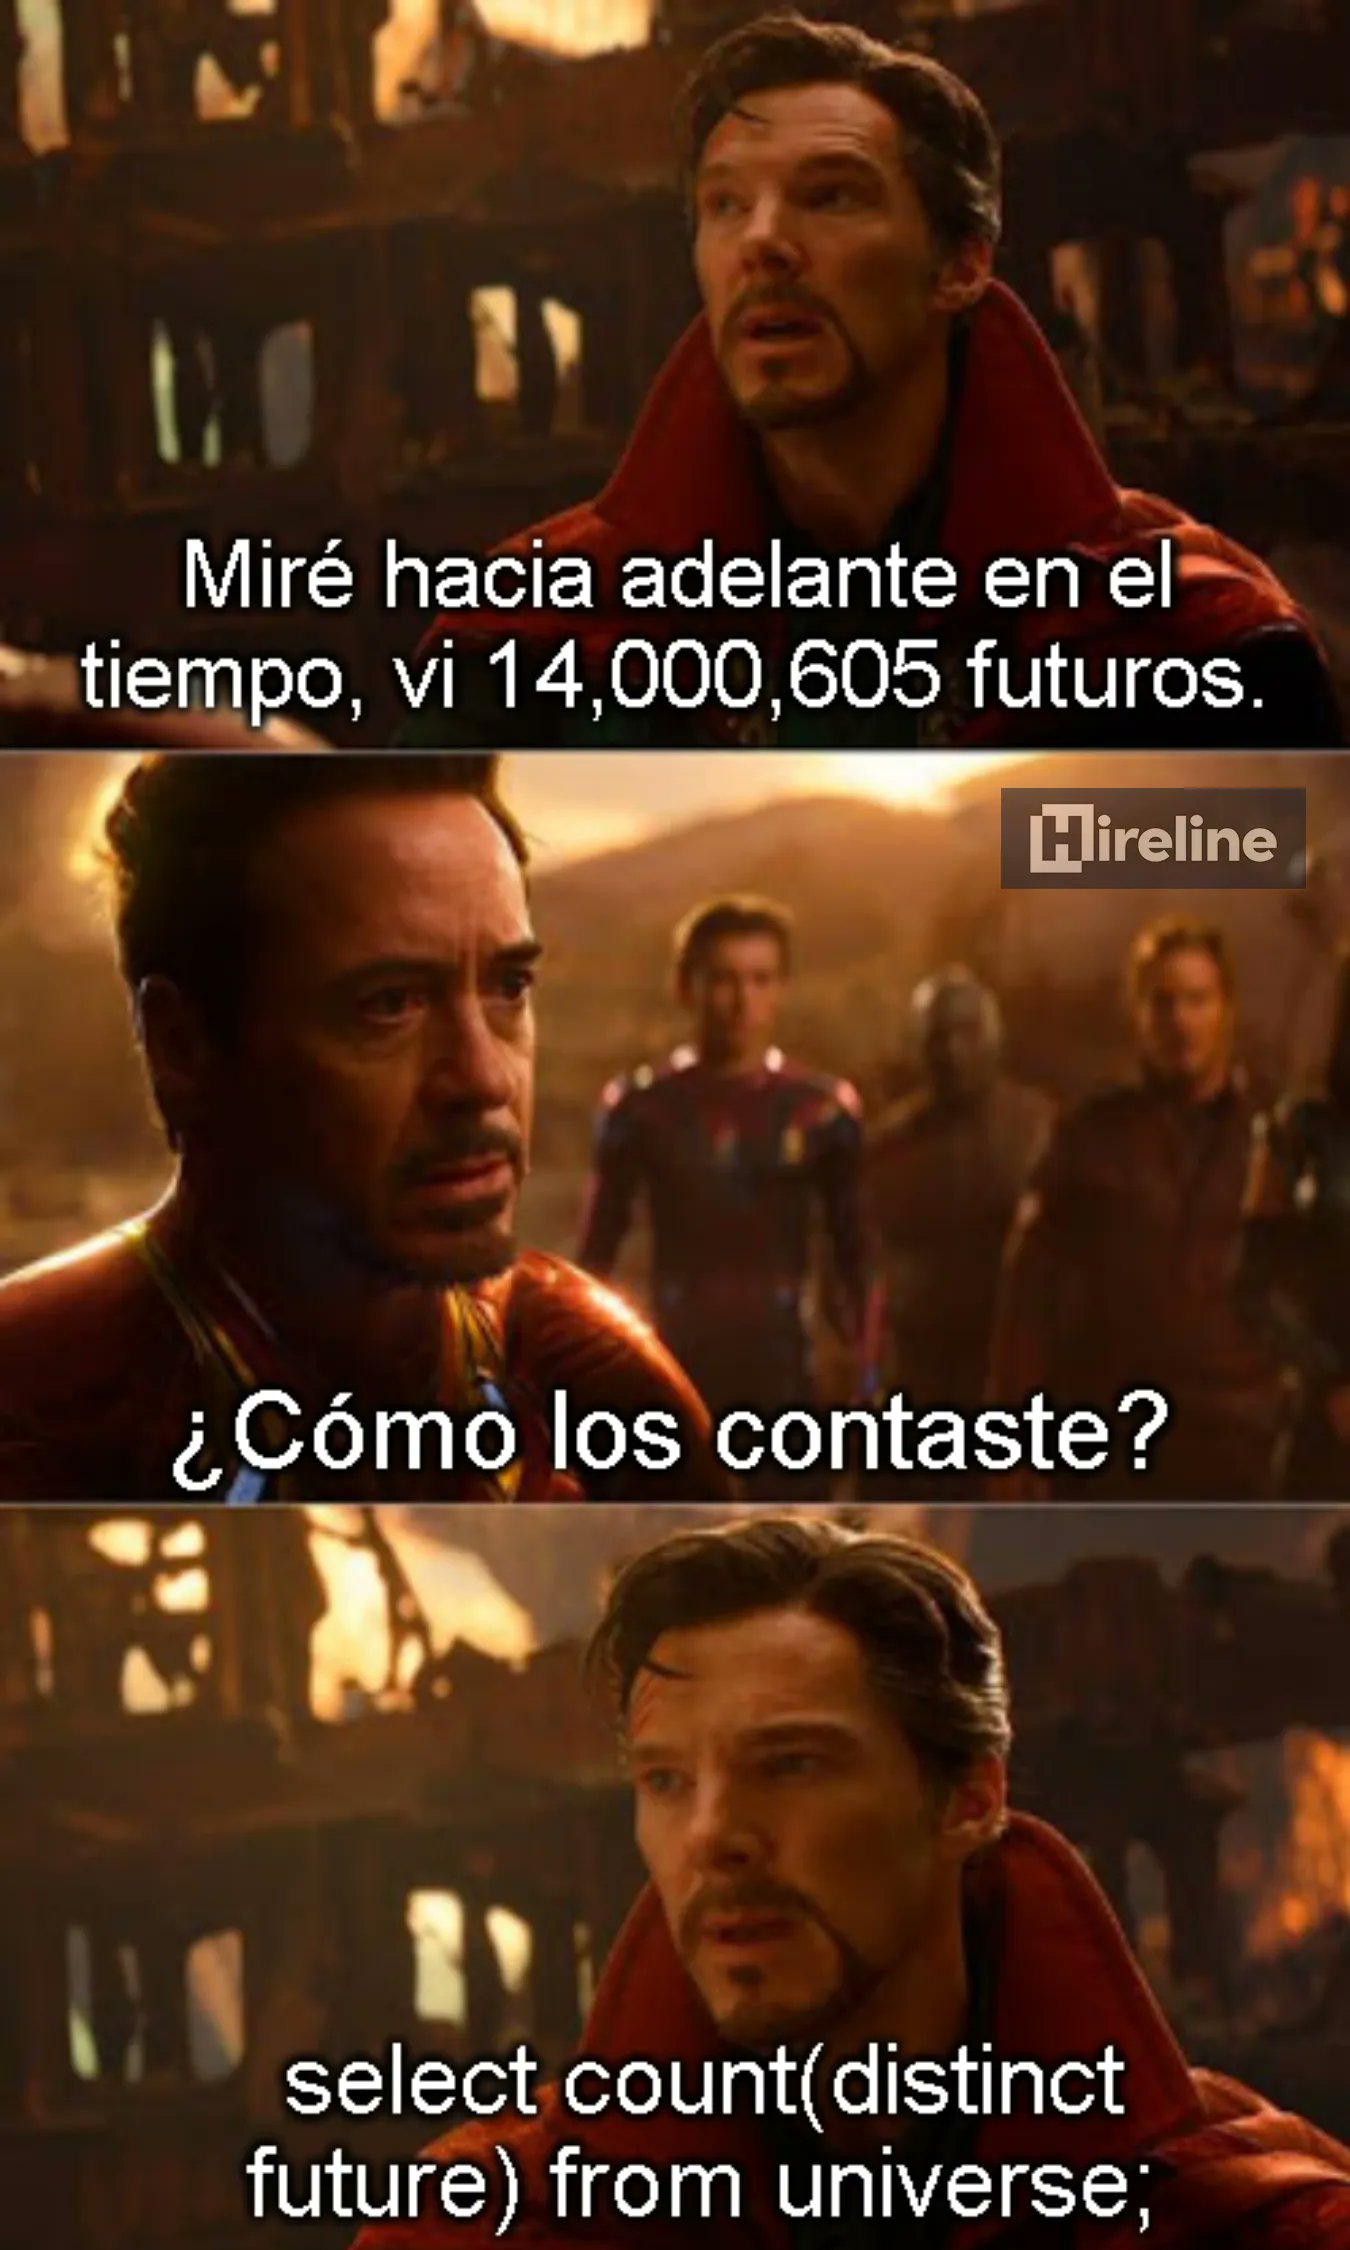 Miré hacia adelante en el
tiempo, vi 14,000,605 futuros.
Hireline
¿Cómo los contaste?
select count(distinct
future) from universe;